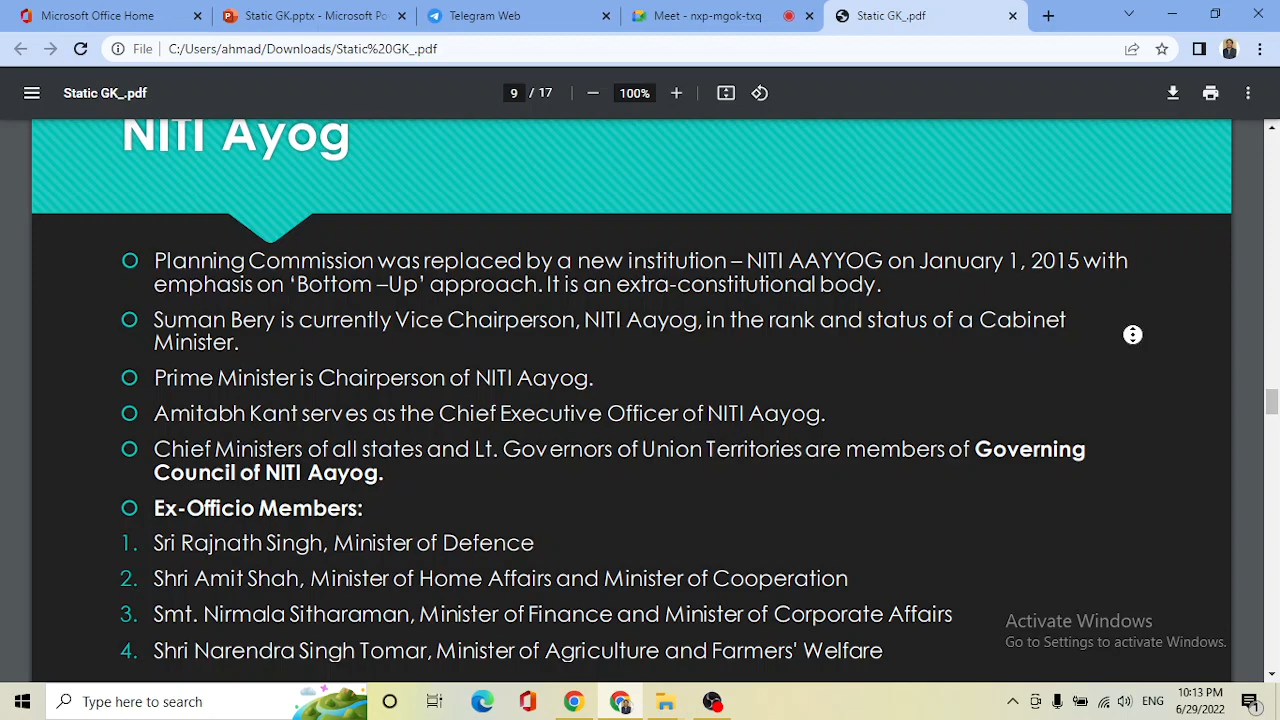 Microsoft Office Home
Static GK.pptx - Microsoft Po
Telegram Web
Meet - nxp-mgok-txq
Static GK_.pdf
File
C:/Users/ahmad/Downloads/Static%20GK_.pdf
Static GK_.pdf
9 / 17
100%
NITI Ayog
Planning Commission was replaced by a new institution – NITI AAYYOG on January 1, 2015 with
emphasis on ‘Bottom –Up’ approach. It is an extra-constitutional body.
Suman Bery is currently Vice Chairperson, NITI Aayog, in the rank and status of a Cabinet
Minister.
Prime Minister is Chairperson of NITI Aayog.
Amitabh Kant serves as the Chief Executive Officer of NITI Aayog.
Chief Ministers of all states and Lt. Governors of Union Territories are members of Governing
Council of NITI Aayog.
Ex-Officio Members:
1. Sri Rajnath Singh, Minister of Defence
2. Shri Amit Shah, Minister of Home Affairs and Minister of Cooperation
3. Smt. Nirmala Sitharaman, Minister of Finance and Minister of Corporate Affairs
4. Shri Narendra Singh Tomar, Minister of Agriculture and Farmers' Welfare
Activate Windows
Go to Settings to activate Windows.
Type here to search
ENG
10:13 PM
6/29/2022
1